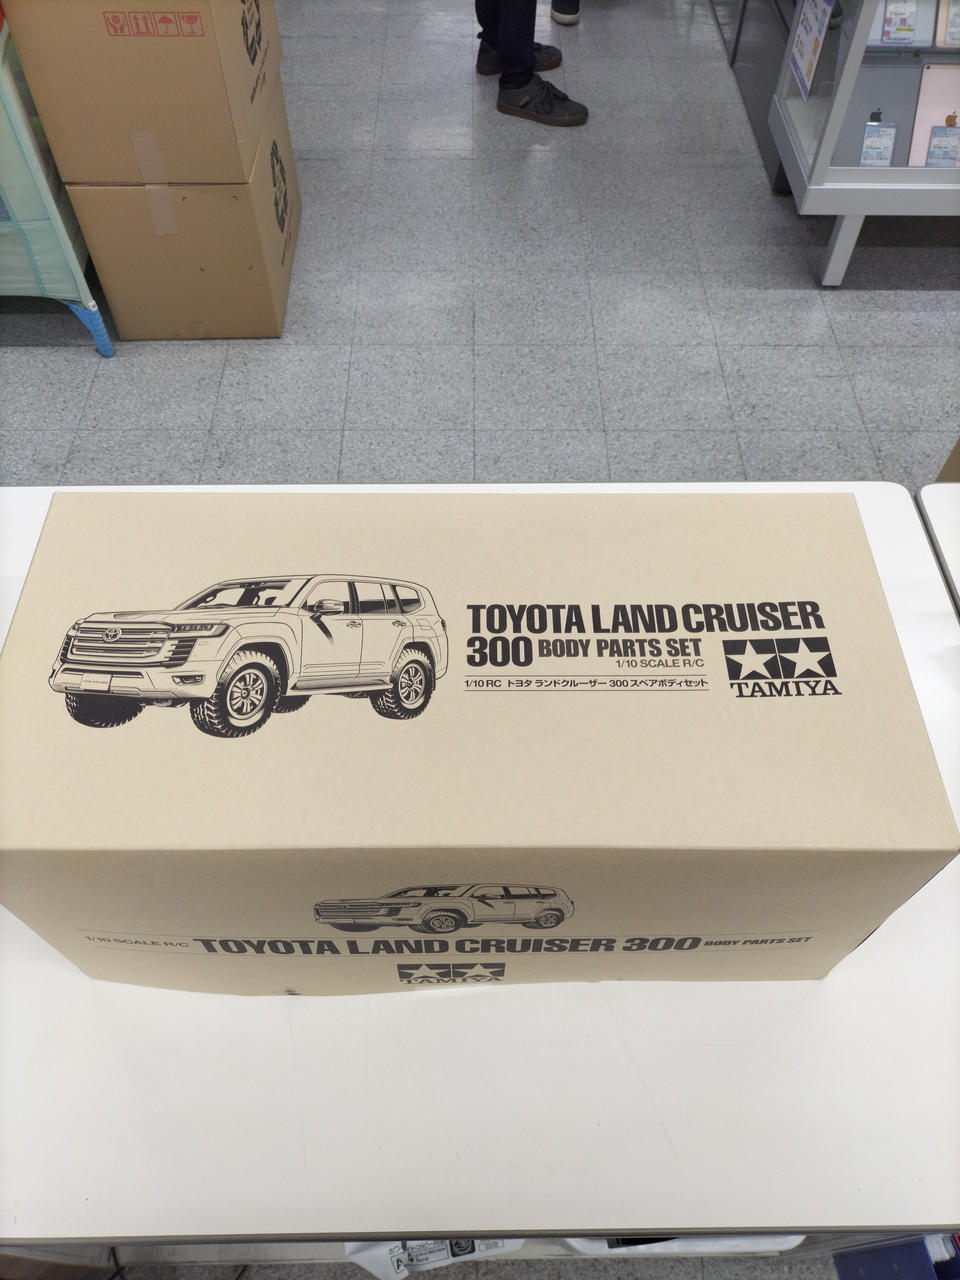 TOYOTA LAND CRUISER
300 BODY PARTS SET
1/10 SCALE R/C
1/10 RC トヨタ ランドクルーザー 300 スペアボディセット
TAMIYA
1/10 SCALE R/C TOYOTA LAND CRUISER 300 BODY PARTS SET
TAMIYA